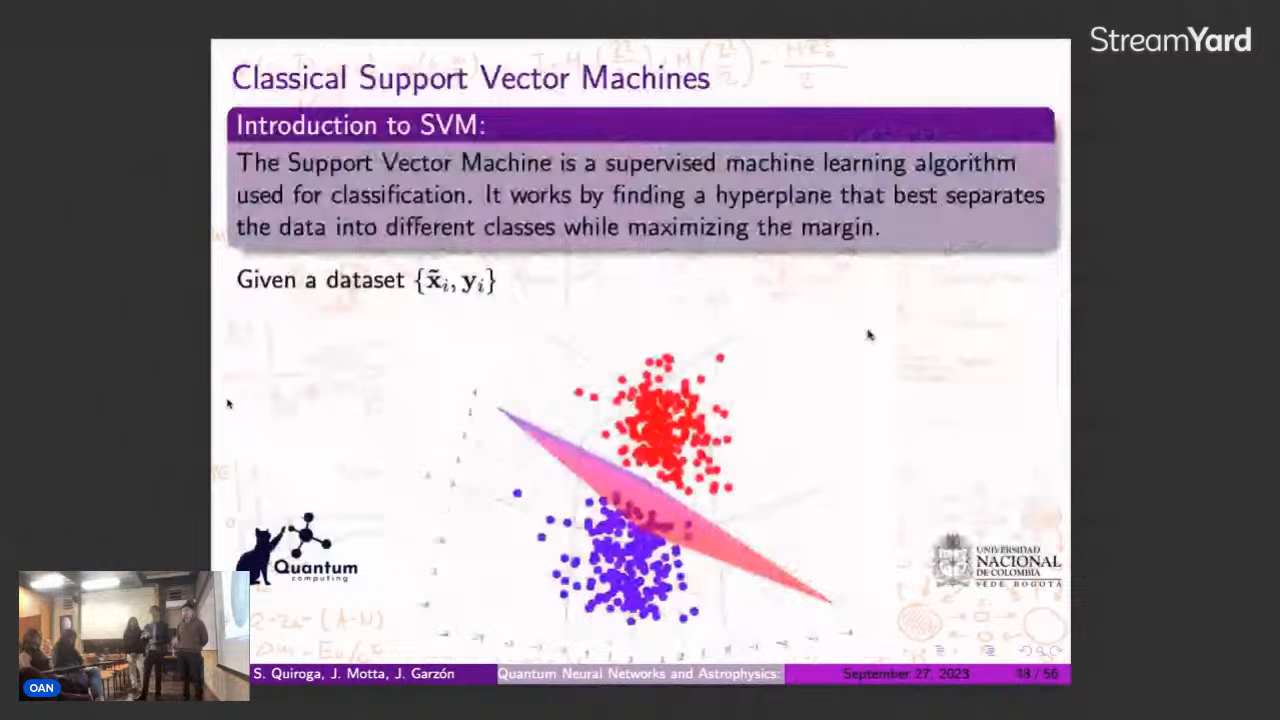 StreamYard
Classical Support Vector Machines
Introduction to SVM:
The Support Vector Machine is a supervised machine learning algorithm
used for classification. It works by finding a hyperplane that best separates
the data into different classes while maximizing the margin.
Given a dataset {x̃ᵢ, yᵢ}
Quantum
computing
UNIVERSIDAD
NACIONAL
DE COLOMBIA
SEDE BOGOTÁ
OAN
S. Quiroga, J. Motta, J. Garzón
Quantum Neural Networks and Astrophysics:
September 27, 2023
48 / 56